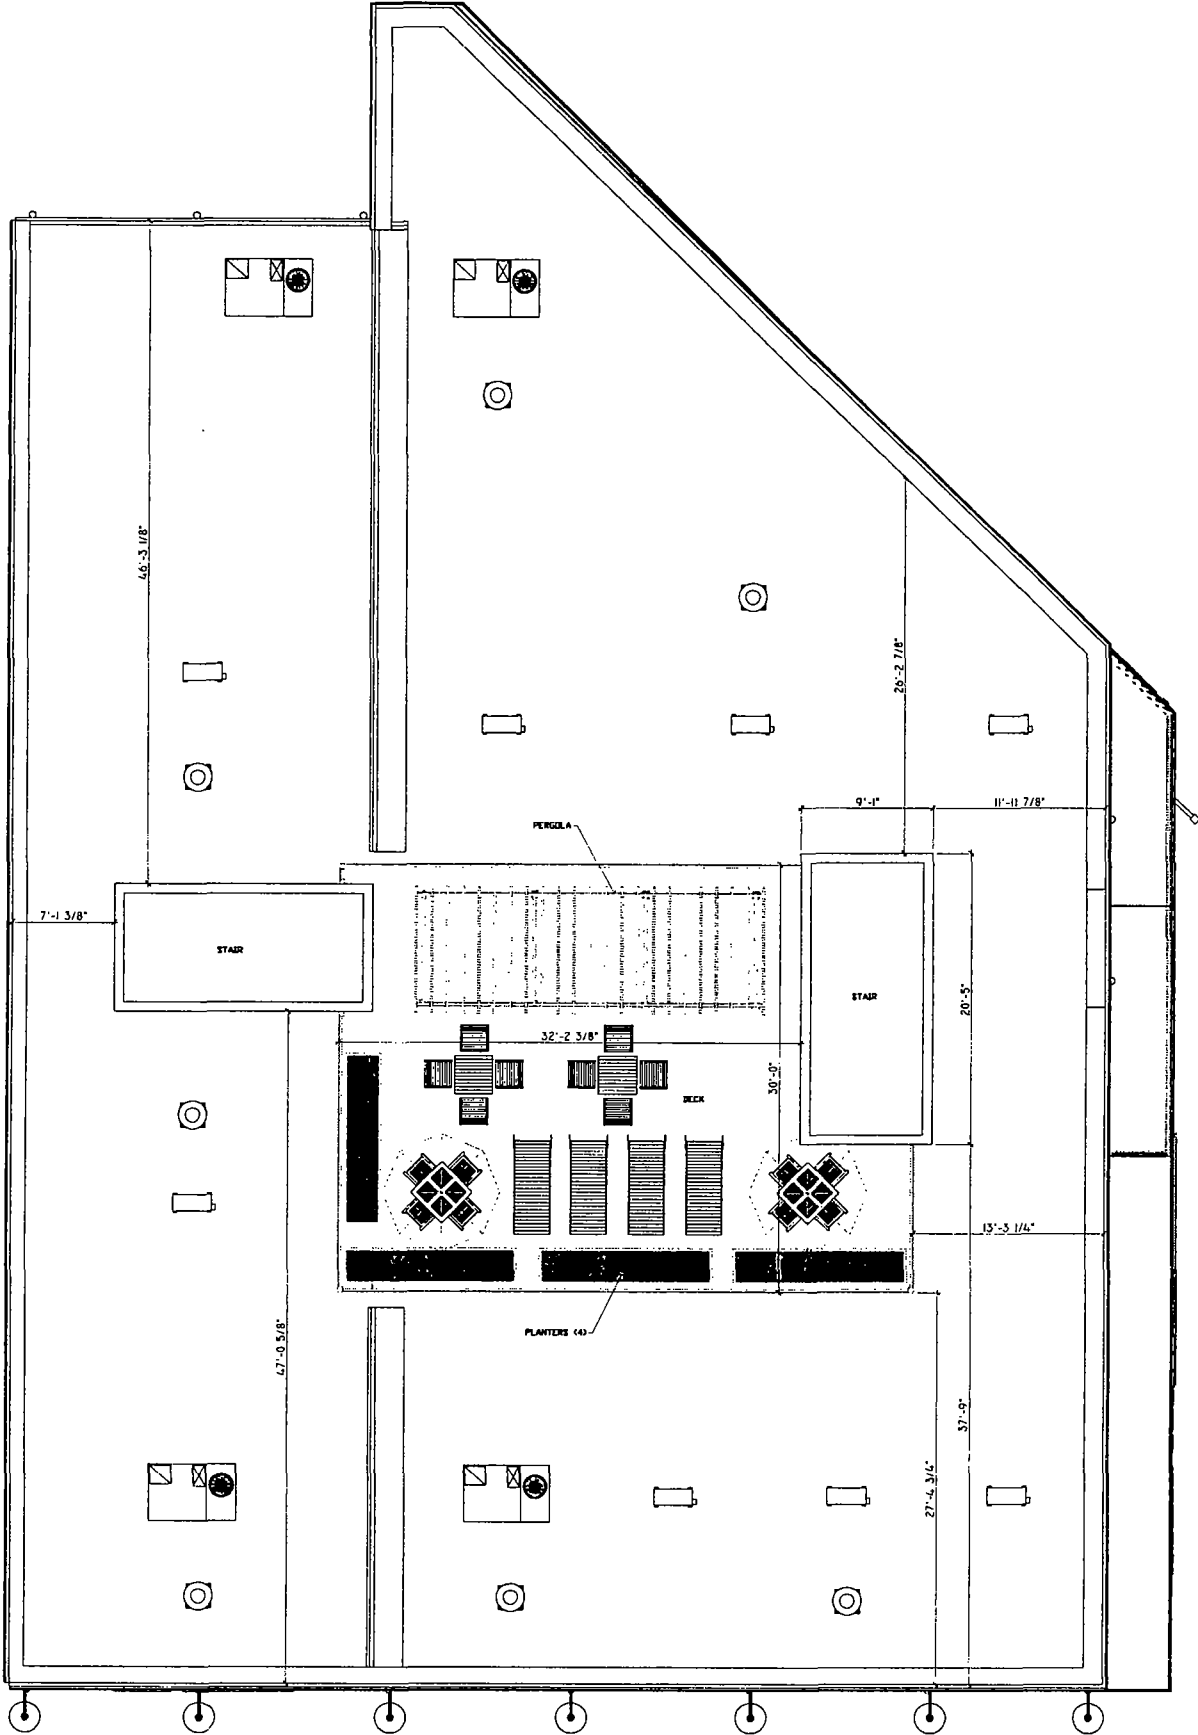 46'-3 1/8"
26'-2 7/8"
9'-1"
11'-11 7/8"
PERGOLA
7'-1 3/8"
STAIR
STAIR
20'-5"
32'-2 3/8"
30'-0"
DECK
13'-3 1/4"
47'-0 5/8"
PLANTERS (4)
37'-9"
27'-4 3/4"